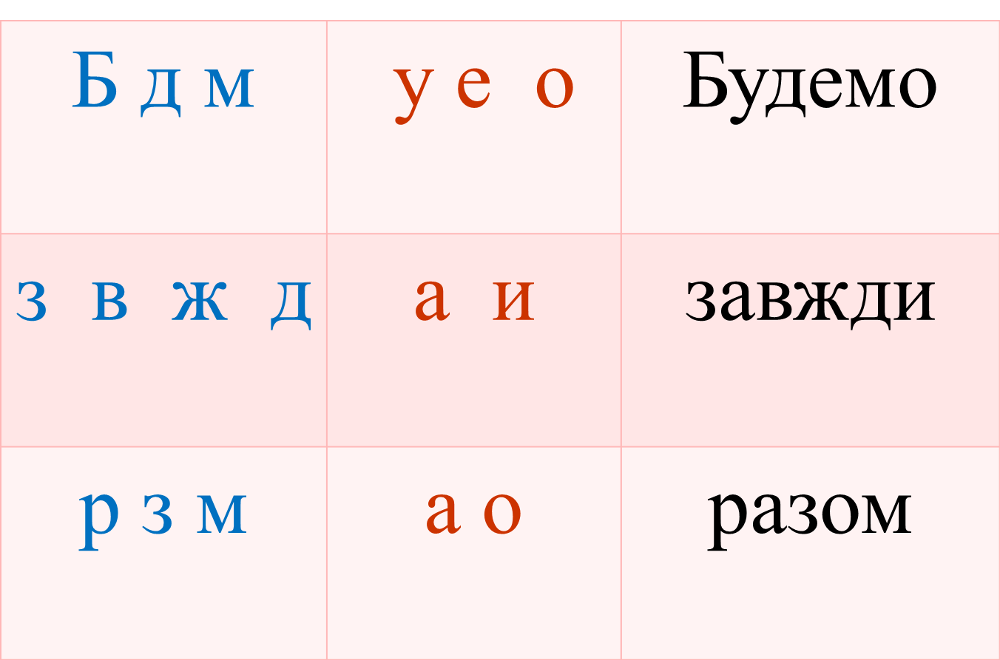 Б д м у е о Будемо
з в ж д а и завжди
р з м а о разом